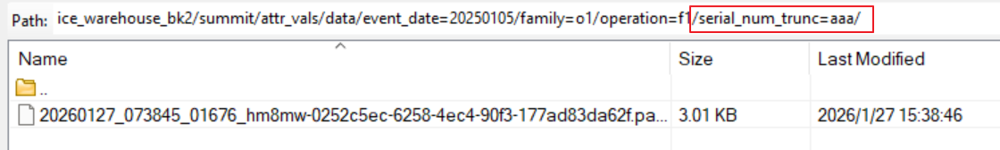 Path: ice_warehouse_bk2/summit/attr_vals/data/event_date=20250105/family=o1/operation=f1/serial_num_trunc=aaa/
Name Size Last Modified
..
20260127_073845_01676_hm8mw-0252c5ec-6258-4ec4-90f3-177ad83da62f.pa... 3.01 KB 2026/1/27 15:38:46